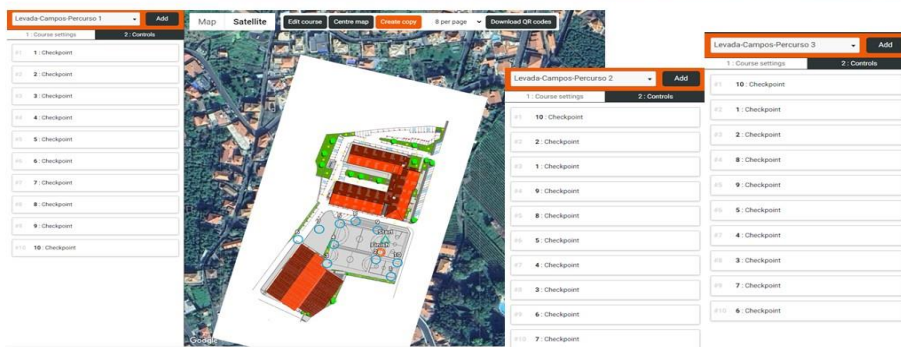 Levada-Campos-Percurso 1
Add
1 : Course settings
2 : Controls
#1 1 : Checkpoint
#2 2 : Checkpoint
#3 3 : Checkpoint
#4 4 : Checkpoint
#5 5 : Checkpoint
#6 6 : Checkpoint
#7 7 : Checkpoint
#8 8 : Checkpoint
#9 9 : Checkpoint
#10 10 : Checkpoint
Map
Satellite
Edit course
Centre map
Create copy
8 per page
Download QR codes
Start
Finish
Google
Levada-Campos-Percurso 2
Add
1 : Course settings
2 : Controls
#1 10 : Checkpoint
#2 2 : Checkpoint
#3 1 : Checkpoint
#4 9 : Checkpoint
#5 8 : Checkpoint
#6 5 : Checkpoint
#7 4 : Checkpoint
#8 3 : Checkpoint
#9 6 : Checkpoint
#10 7 : Checkpoint
Levada-Campos-Percurso 3
Add
1 : Course settings
2 : Controls
#1 10 : Checkpoint
#2 1 : Checkpoint
#3 2 : Checkpoint
#4 8 : Checkpoint
#5 9 : Checkpoint
#6 5 : Checkpoint
#7 4 : Checkpoint
#8 3 : Checkpoint
#9 7 : Checkpoint
#10 6 : Checkpoint